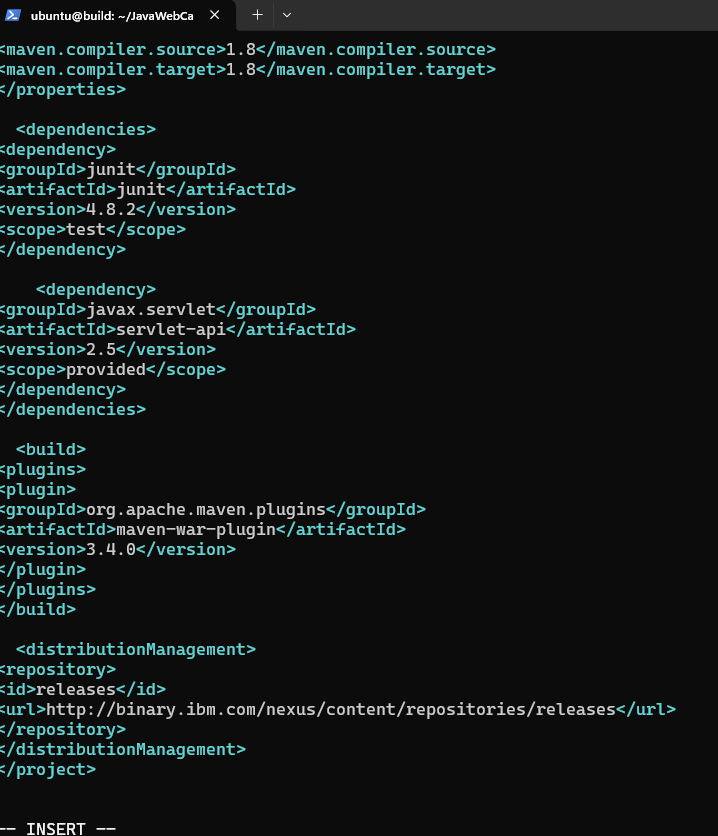 ubuntu@build: ~/JavaWebCa
<maven.compiler.source>1.8</maven.compiler.source>
<maven.compiler.target>1.8</maven.compiler.target>
</properties>
<dependencies>
<dependency>
<groupId>junit</groupId>
<artifactId>junit</artifactId>
<version>4.8.2</version>
<scope>test</scope>
</dependency>
<dependency>
<groupId>javax.servlet</groupId>
<artifactId>servlet-api</artifactId>
<version>2.5</version>
<scope>provided</scope>
</dependency>
</dependencies>
<build>
<plugins>
<plugin>
<groupId>org.apache.maven.plugins</groupId>
<artifactId>maven-war-plugin</artifactId>
<version>3.4.0</version>
</plugin>
</plugins>
</build>
<distributionManagement>
<repository>
<id>releases</id>
<url>http://binary.ibm.com/nexus/content/repositories/releases</url>
</repository>
</distributionManagement>
</project>
-- INSERT --